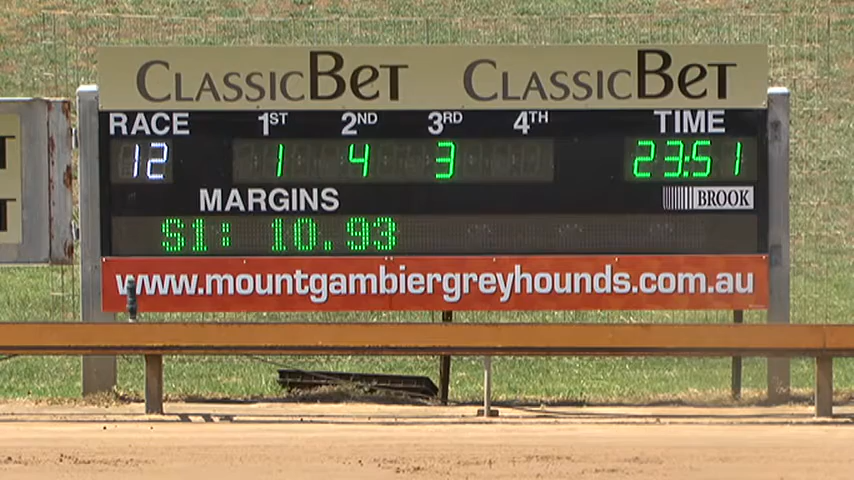 CLASSICBET CLASSICBET
RACE 1ST 2ND 3RD 4TH TIME
12 1 4 3 23:51
MARGINS BROOK
S1: 10.93
www.mountgambiergreyhounds.com.au